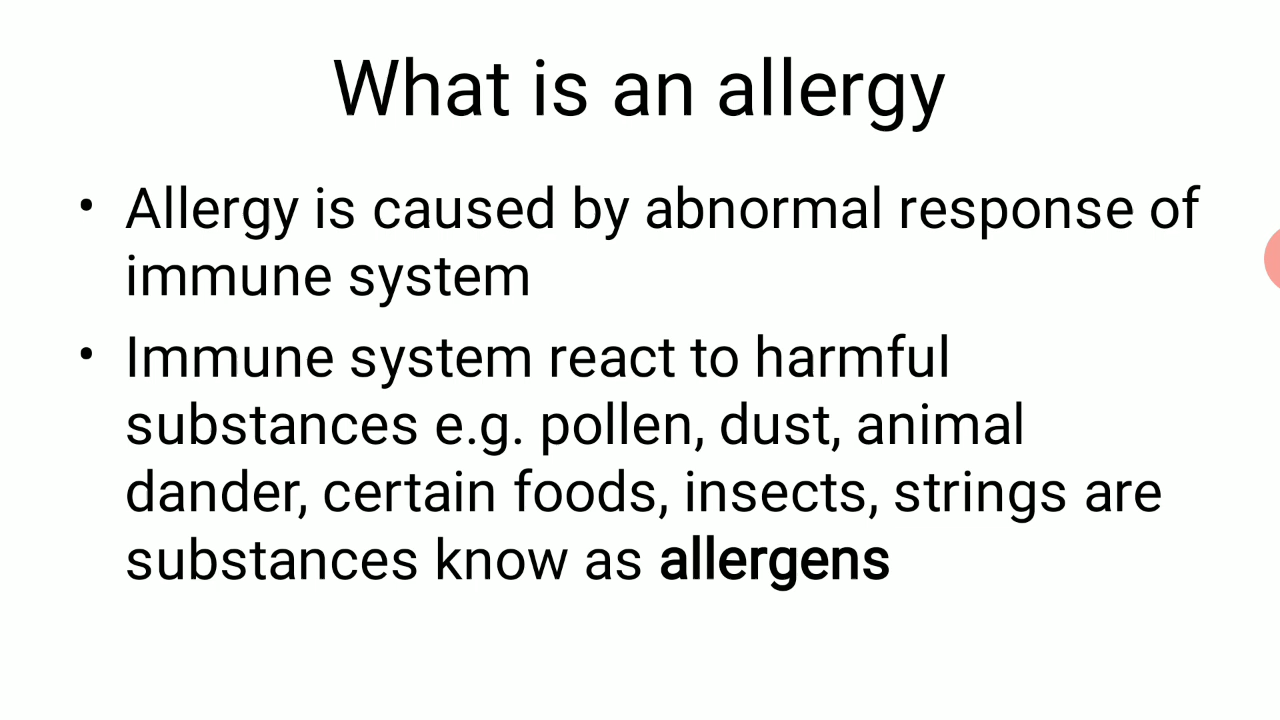 What is an allergy
• Allergy is caused by abnormal response of
immune system
• Immune system react to harmful
substances e.g. pollen, dust, animal
dander, certain foods, insects, strings are
substances know as allergens